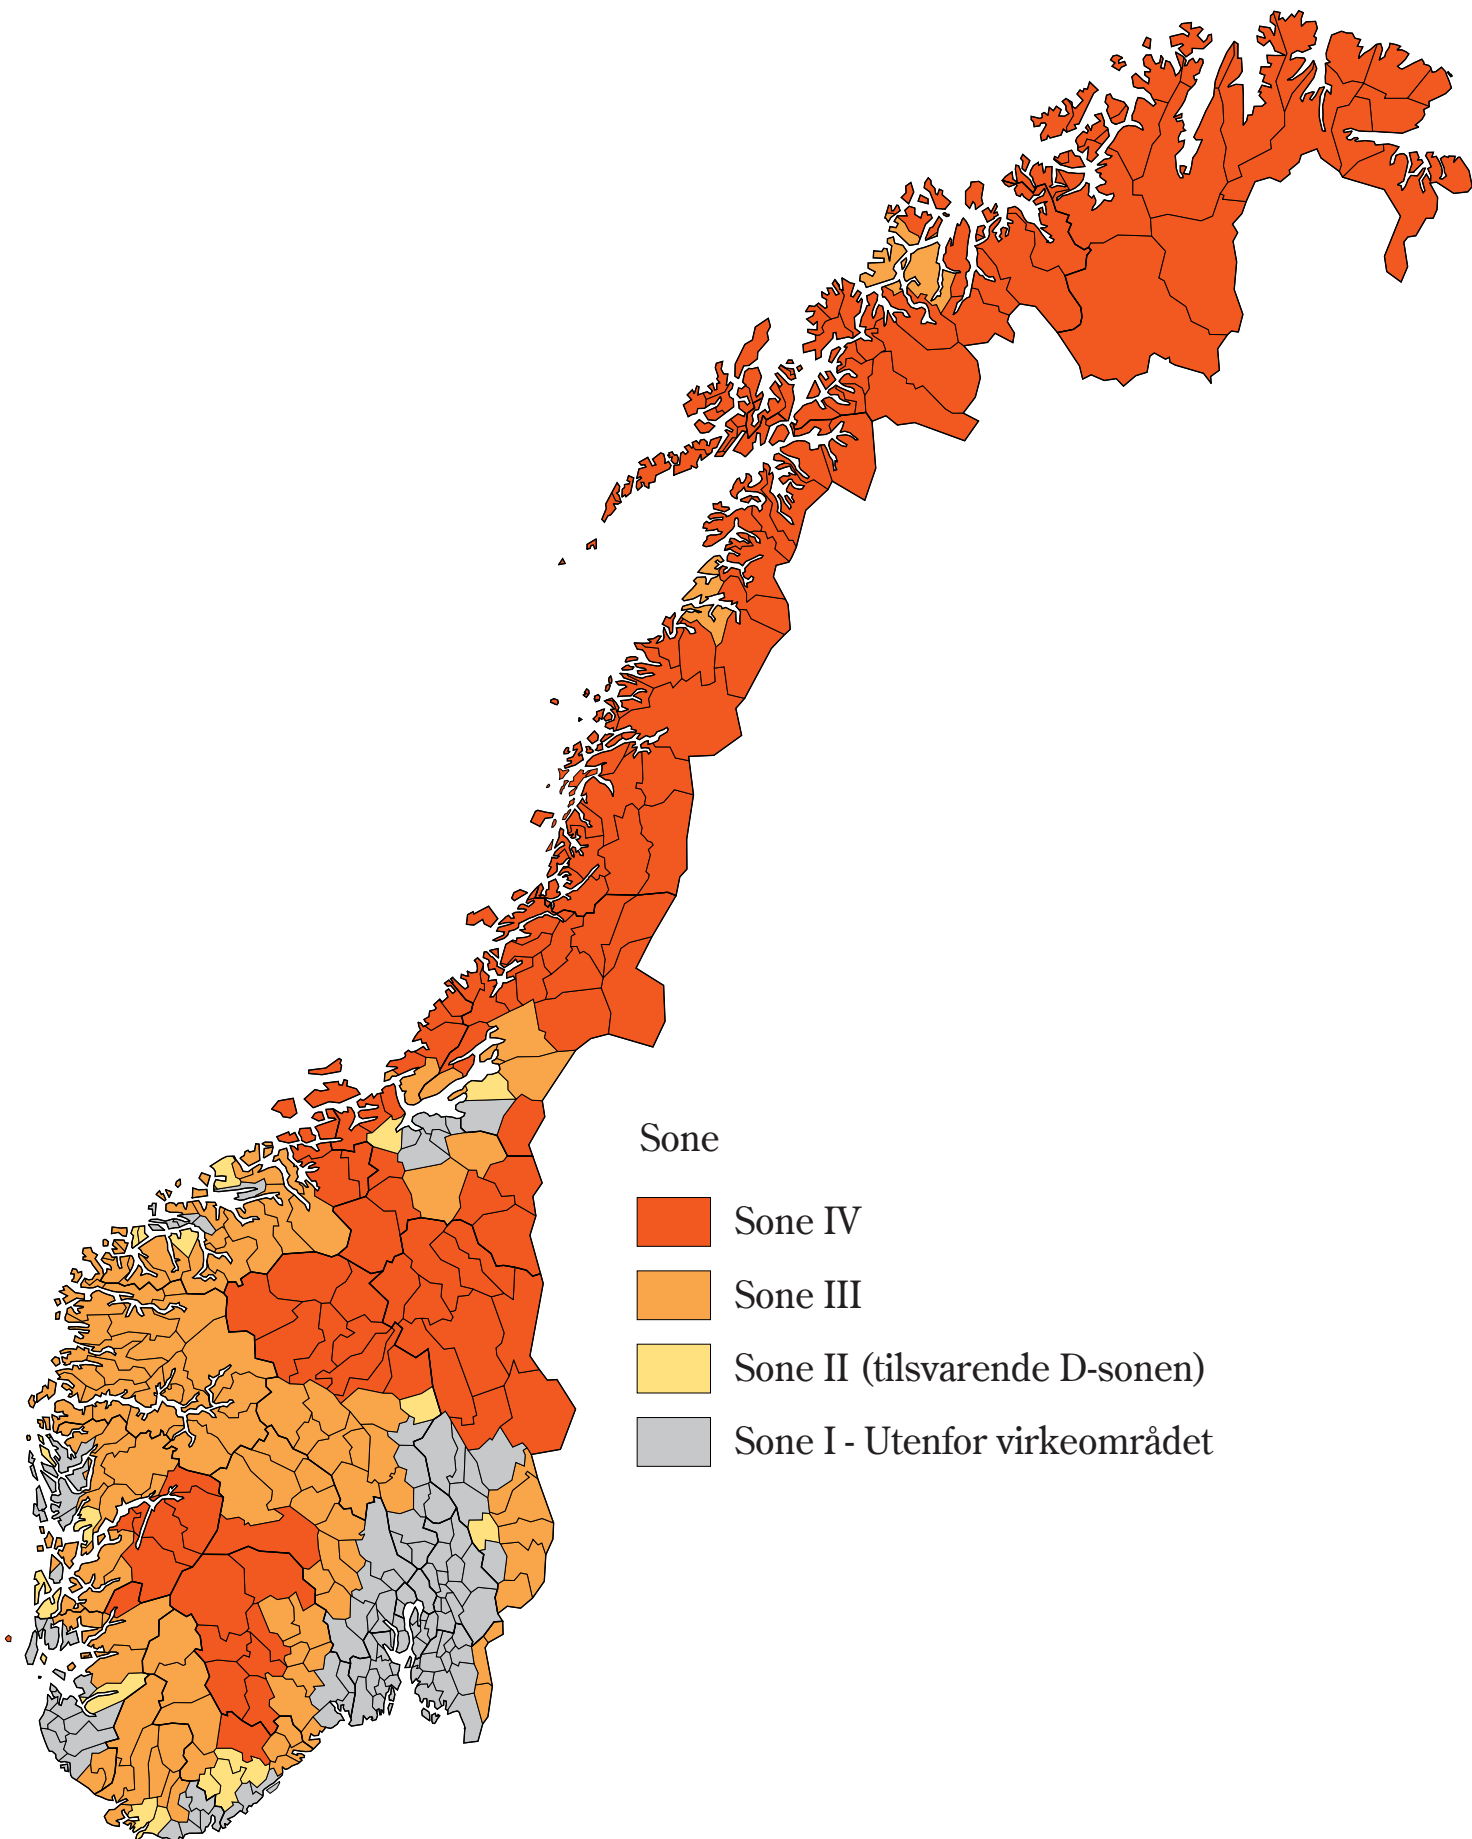 Sone
Sone IV
Sone III
Sone II (tilsvarende D-sonen)
Sone I - Utenfor virkeområdet